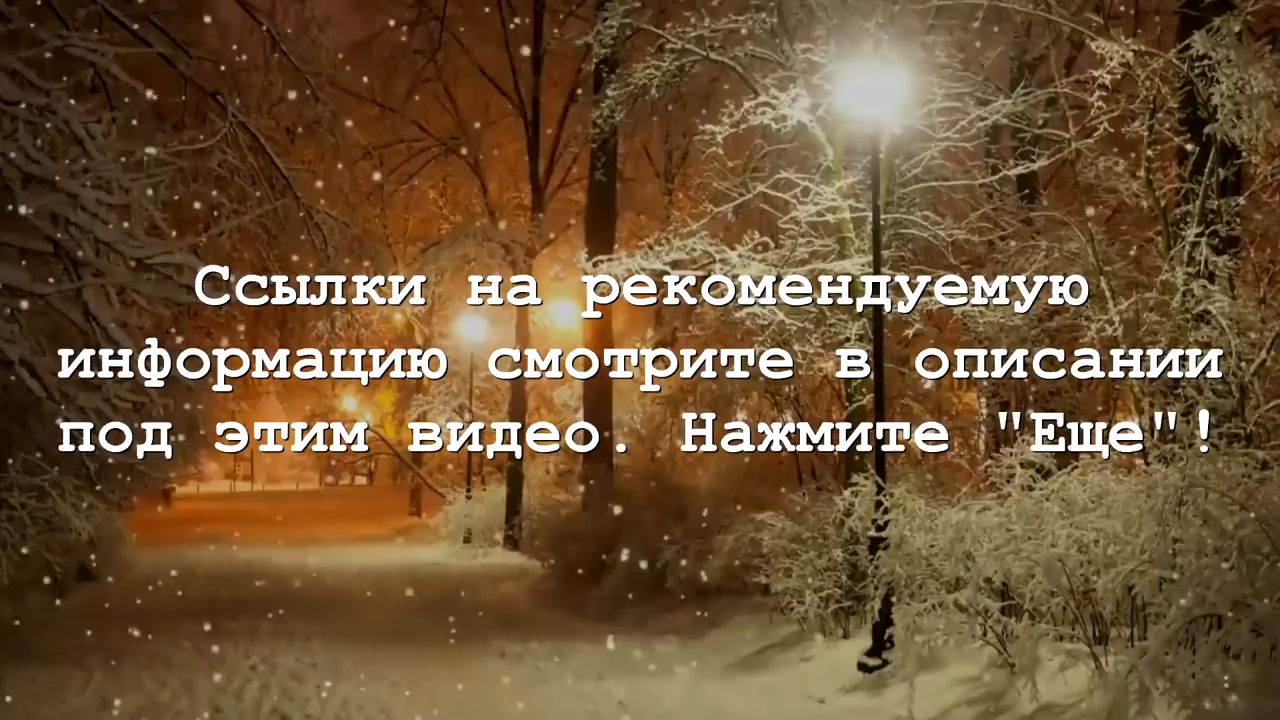 Ссылки на рекомендуемую
информацию смотрите в описании
под этим видео. Нажмите "Еще"!